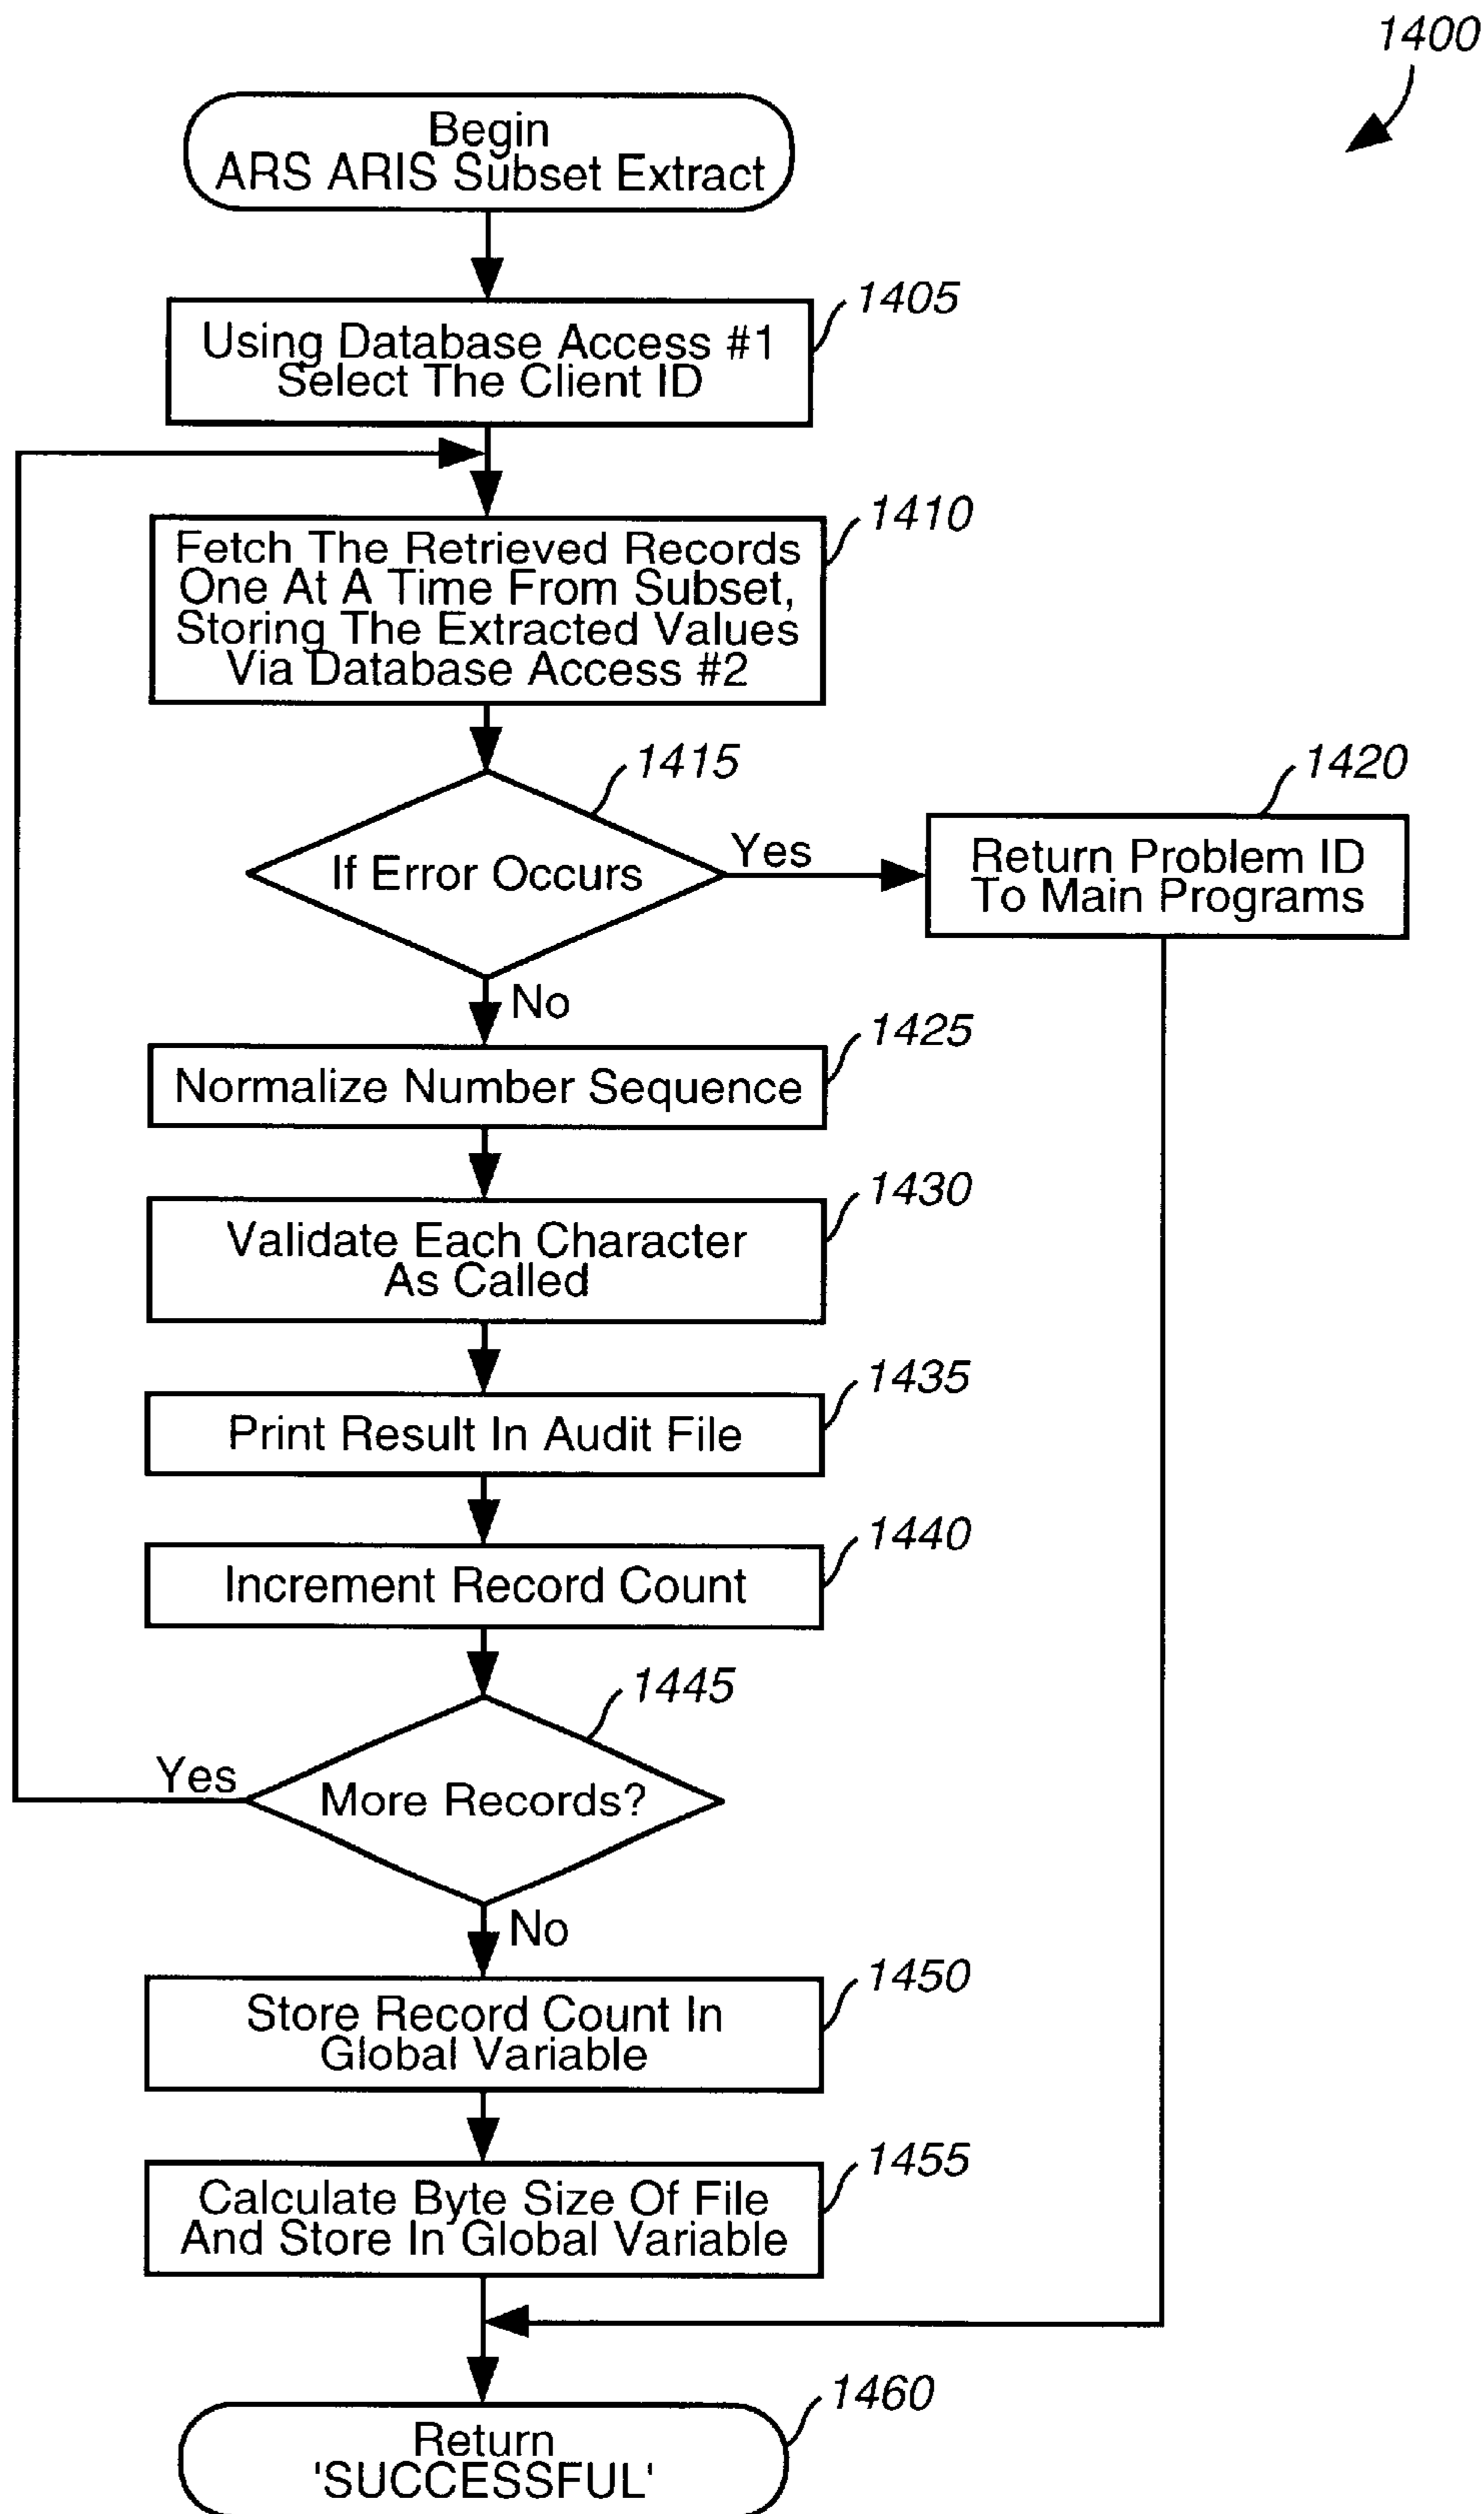 1400
Begin
ARS ARIS Subset Extract
1405
Using Database Access #1
Select The Client ID
1410
Fetch The Retrieved Records
One At A Time From Subset,
Storing The Extracted Values
Via Database Access #2
1415
If Error Occurs
Yes
1420
Return Problem ID
To Main Programs
No
1425
Normalize Number Sequence
1430
Validate Each Character
As Called
1435
Print Result In Audit File
1440
Increment Record Count
1445
More Records?
Yes
No
1450
Store Record Count In
Global Variable
1455
Calculate Byte Size Of File
And Store In Global Variable
1460
Return
'SUCCESSFUL'